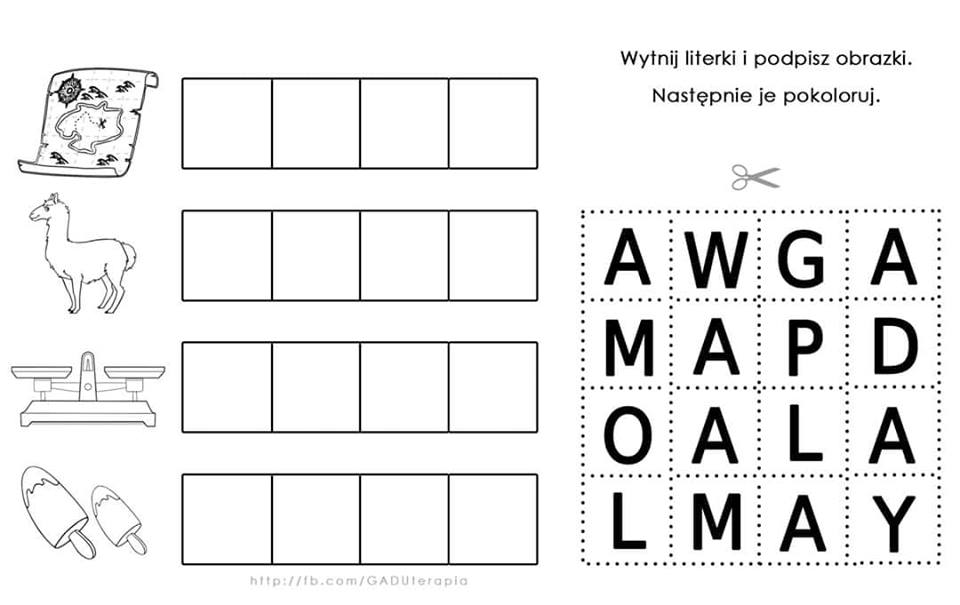 Wytnij literki i podpisz obrazki.
Następnie je pokoloruj.
A W G A
M A P D
O A L A
L M A Y
http://fb.com/GADUterapia